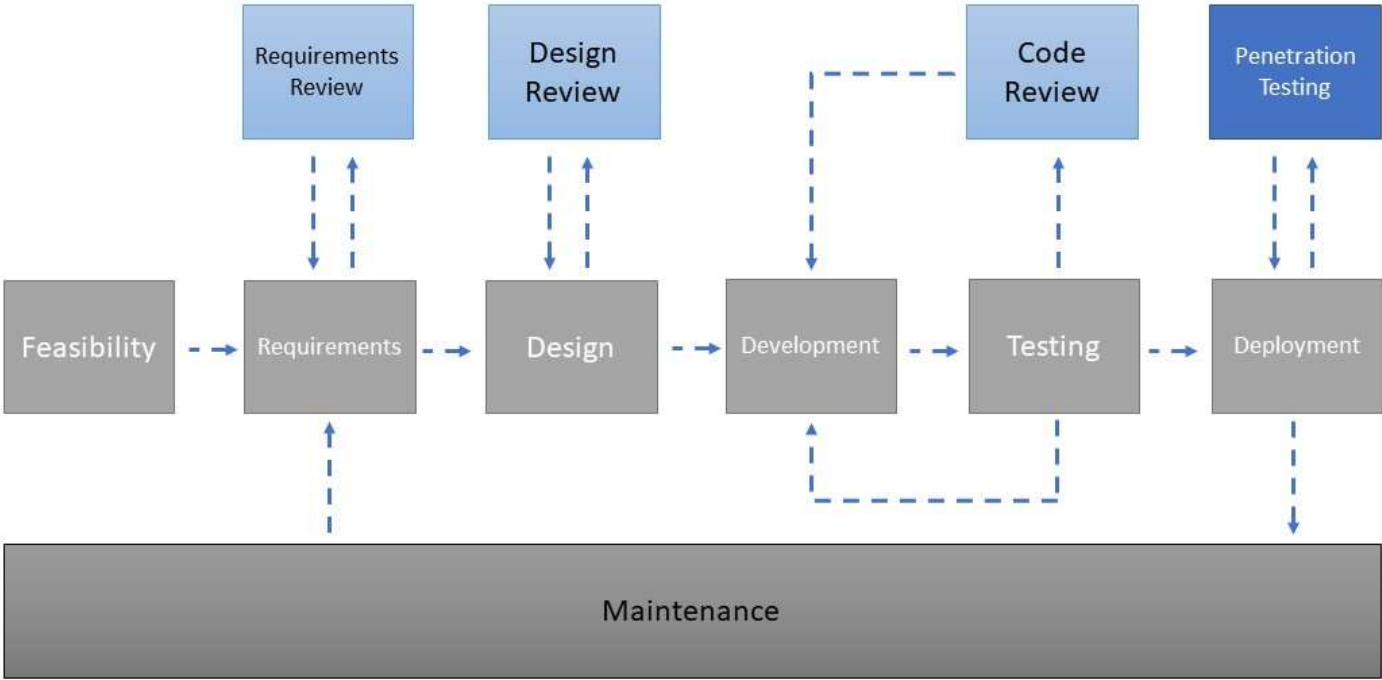 Requirements
Review
Design
Review
Code
Review
Penetration
Testing
Feasibility
Requirements
Design
Development
Testing
Deployment
Maintenance